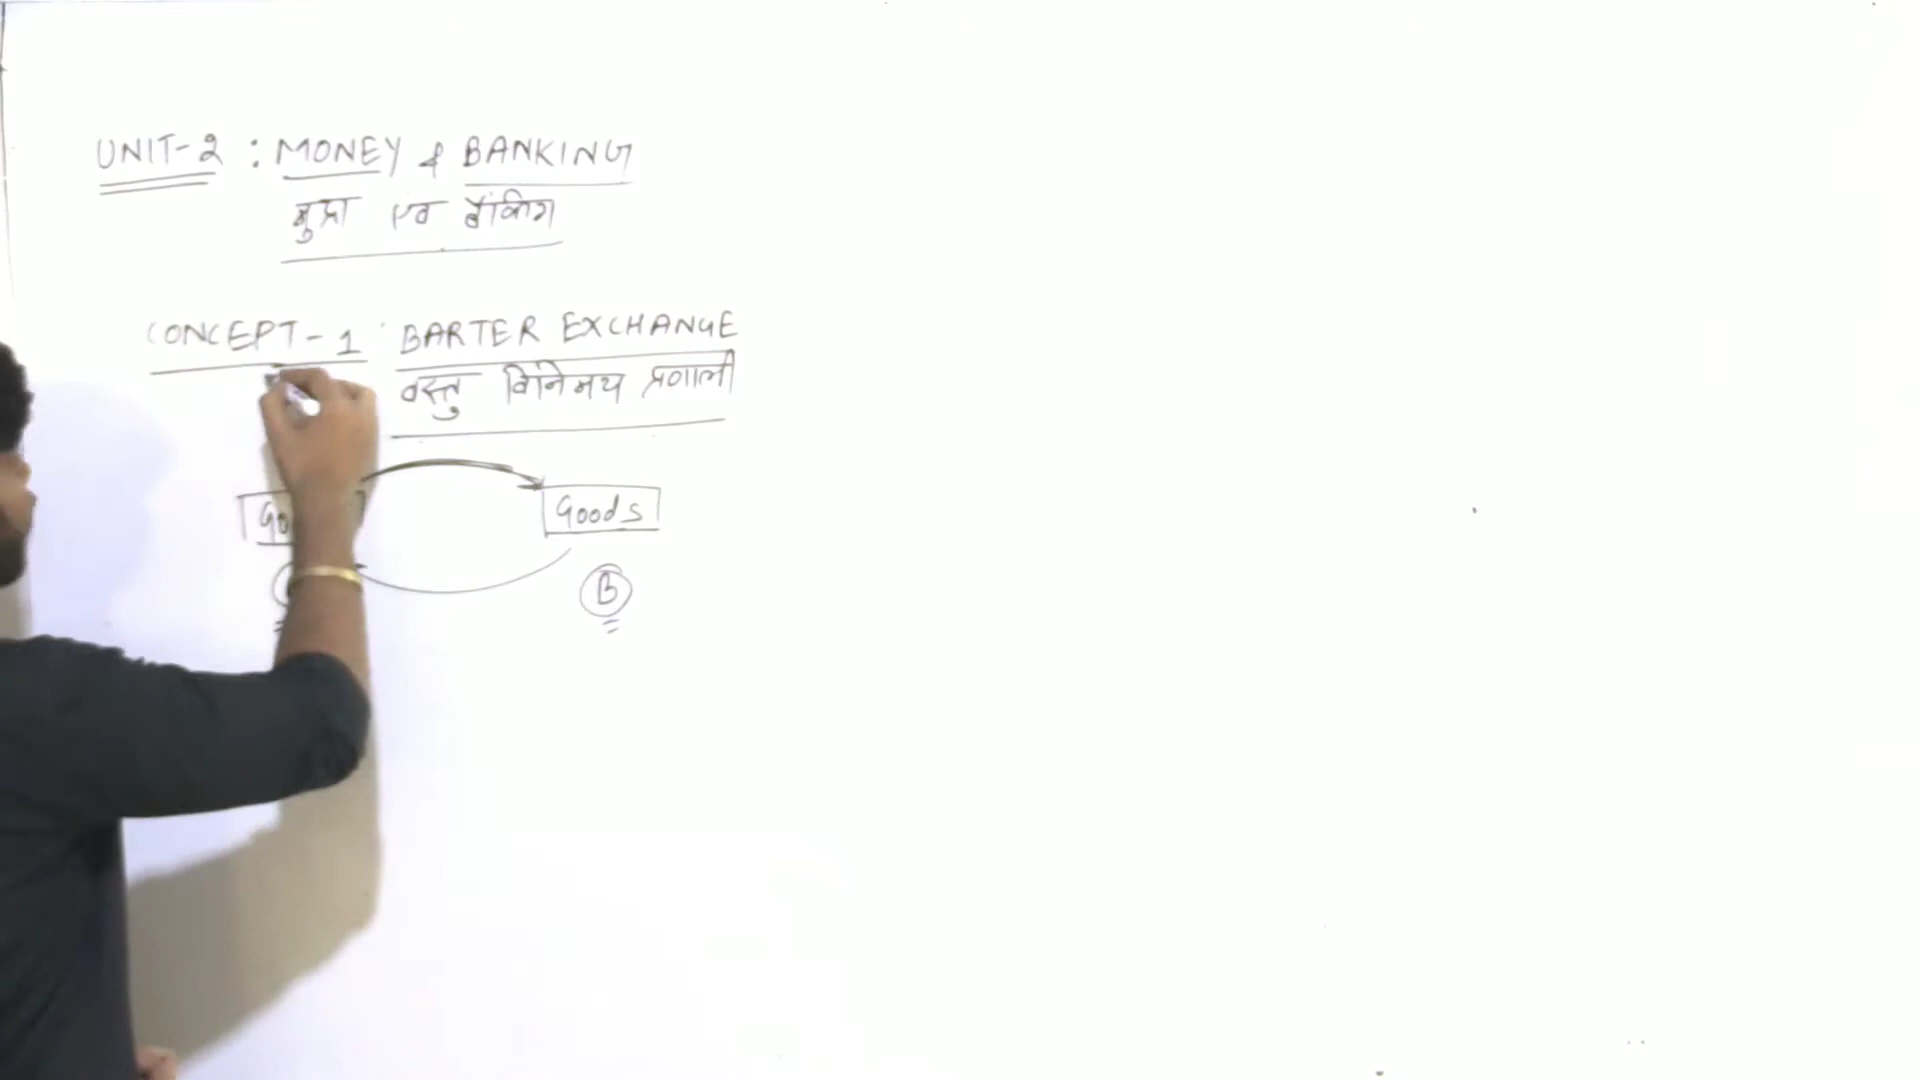 UNIT-2 : MONEY & BANKING
मुद्रा एव बैंकिग
CONCEPT-1 : BARTER EXCHANGE
वस्तु विनिमय प्रणाली
Goods
B